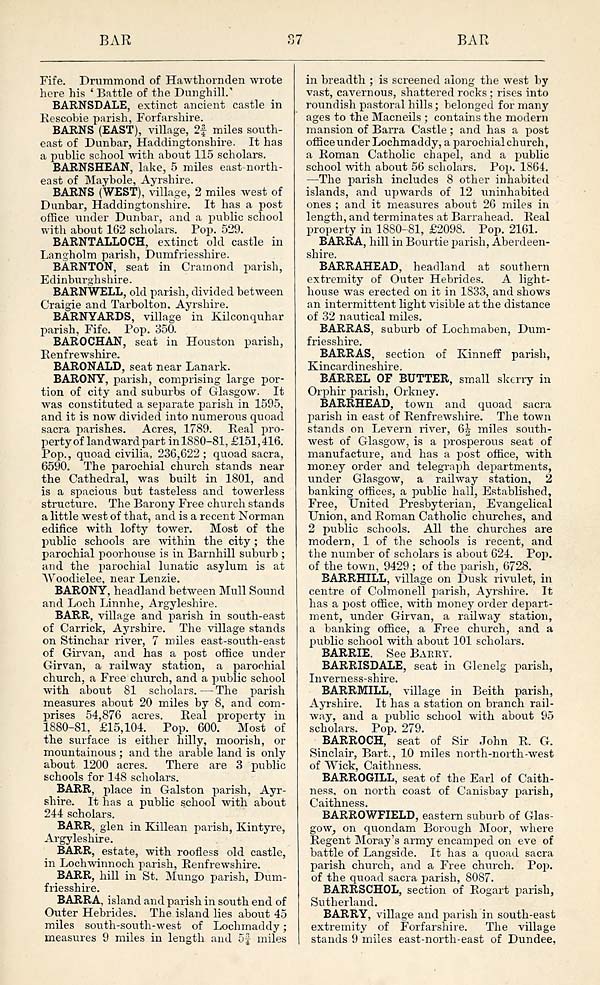 BAR 37 BAR
Fife. Drummond of Hawthornden wrote
here his ‘Battle of the Dunghill.’
BARNSDALE, extinct ancient castle in
Rescobie parish, Forfarshire.
BARNS (EAST), village, 2¾ miles south-
east of Dunbar, Haddingtonshire. It has
a public school with about 115 scholars.
BARNSHEAN, lake, 5 miles east-north-
east of Maybole, Ayrshire.
BARNS (WEST), village, 2 miles west of
Dunbar, Haddingtonshire. It has a post
office under Dunbar, and a public school
with about 162 scholars. Pop. 529.
BARNTALLOCH, extinct old castle in
Langholm parish, Dumfriesshire.
BARNTON, seat in Cramond parish,
Edinburghshire.
BARNWELL, old parish, divided between
Craigie and Tarbolton, Ayrshire.
BARNYARDS, village in Kilconquhar
parish, Fife. Pop. 350.
BAROCHAN, seat in Houston parish,
Renfrewshire.
BARONALD, seat near Lanark.
BARONY, parish, comprising large por-
tion of city and suburbs of Glasgow. It
was constituted a separate parish in 1595,
and it is now divided into numerous quoad
sacra parishes. Acres, 1789. Real pro-
perty of landward part in 1880-81, £151,416.
Pop., quoad civilia, 236,622; quoad sacra,
6590. The parochial church stands near
the Cathedral, was built in 1801, and
is a spacious but tasteless and towerless
structure. The Barony Free church stands
a little west of that, and is a recent Norman
edifice with lofty tower. Most of the
public schools are within the city; the
parochial poorhouse is in Barnhill suburb;
and the parochial lunatic asylum is at
Woodielee, near Lenzie.
BARONY, headland between Mull Sound
and Loch Linnhe, Argyleshire.
BARR, village and parish in south-east
of Carrick, Ayrshire. The village stands
on Stinchar river, 7 miles east-south-east
of Girvan, and has a post office under
Girvan, a railway station, a parochial
church, a Free church, and a public school
with about 81 scholars.—The parish
measures about 20 miles by 8, and com-
prises 54,876 acres. Real property in
1880-81, £15,104. Pop. 600. Most of
the surface is either hilly, moorish, or
mountainous; and the arable land is only
about 1200 acres. There are 3 public
schools for 148 scholars.
BARR, place in Galston parish, Ayr-
shire. It has a public school with about
244 scholars.
BARR, glen in Killean parish, Kintyre,
Argyleshire.
BARR, estate, with roofless old castle,
in Lochwinnoch parish, Renfrewshire.
BARR, hill in St. Mungo parish, Dum-
friesshire.
BARRA, island and parish in south end of
Outer Hebrides. The island lies about 45
miles south-south-west of Lochmaddy;
measures 9 miles in length and 5¾ miles
in breadth; is screened along the west by
vast, cavernous, shattered rocks; rises into
roundish pastoral hills; belonged for many
ages to the Macneils; contains the modern
mansion of Barra Castle; and has a post
office under Lochmaddy, a parochial church,
a Roman Catholic chapel, and a public
school with about 56 scholars. Pop. 1864.
—The parish includes 8 other inhabited
islands, and upwards of 12 uninhabited
ones; and it measures about 26 miles in
length, and terminates at Barrahead. Real
property in 1880-81, £2098. Pop. 2161.
BARRA, hill in Bourtie parish, Aberdeen-
shire.
BARRAHEAD, headland at southern
extremity of Outer Hebrides. A light-
house was erected on it in 1833, and shows
an intermittent light visible at the distance
of 32 nautical miles.
BARRAS, suburb of Lochmaben, Dum-
friesshire.
BARRAS, section of Kinneff parish,
Kincardineshire.
BARREL OF BUTTER, small skerry in
Orphir parish, Orkney.
BARRHEAD, town and quoad sacra
parish in east of Renfrewshire. The town
stands on Levern river, 6½ miles south-
west of Glasgow, is a prosperous seat of
manufacture, and has a post office, with
money order and telegraph departments,
under Glasgow, a railway station, 2
banking offices, a public hall, Established,
Free, United Presbyterian, Evangelical
Union, and Roman Catholic churches, and
2 public schools. All the churches are
modern, 1 of the schools is recent, and
the number of scholars is about 624. Pop.
of the town, 9429; of the parish, 6728.
BARRHILL, village on Dusk rivulet, in
centre of Colmonell parish, Ayrshire. It
has a post office, with money order depart-
ment, under Girvan, a railway station,
a banking office, a Free church, and a
public school with about 101 scholars.
BARRIE. See BARRY.
BARRISDALE, seat in Glenelg parish,
Inverness-shire.
BARRMILL, village in Beith parish,
Ayrshire. It has a station on branch rail-
way, and a public school with about 95
scholars. Pop. 279.
BARROCH, seat of Sir John R. G.
Sinclair, Bart., 10 miles north-north-west
of Wick, Caithness.
BARROGILL, seat of the Earl of Caith-
ness, on north coast of Canisbay parish,
Caithness.
BARROWFIELD, eastern suburb of Glas-
gow, on quondam Borough Moor, where
Regent Moray's army encamped on eve of
battle of Langside. It has a quoad sacra
parish church, and a Free church. Pop.
of the quoad sacra parish, 8087.
BARRSCHOL, section of Rogart parish,
Sutherland.
BARRY, village and parish in south-east
extremity of Forfarshire. The village
stands 9 miles east-north-east of Dundee,